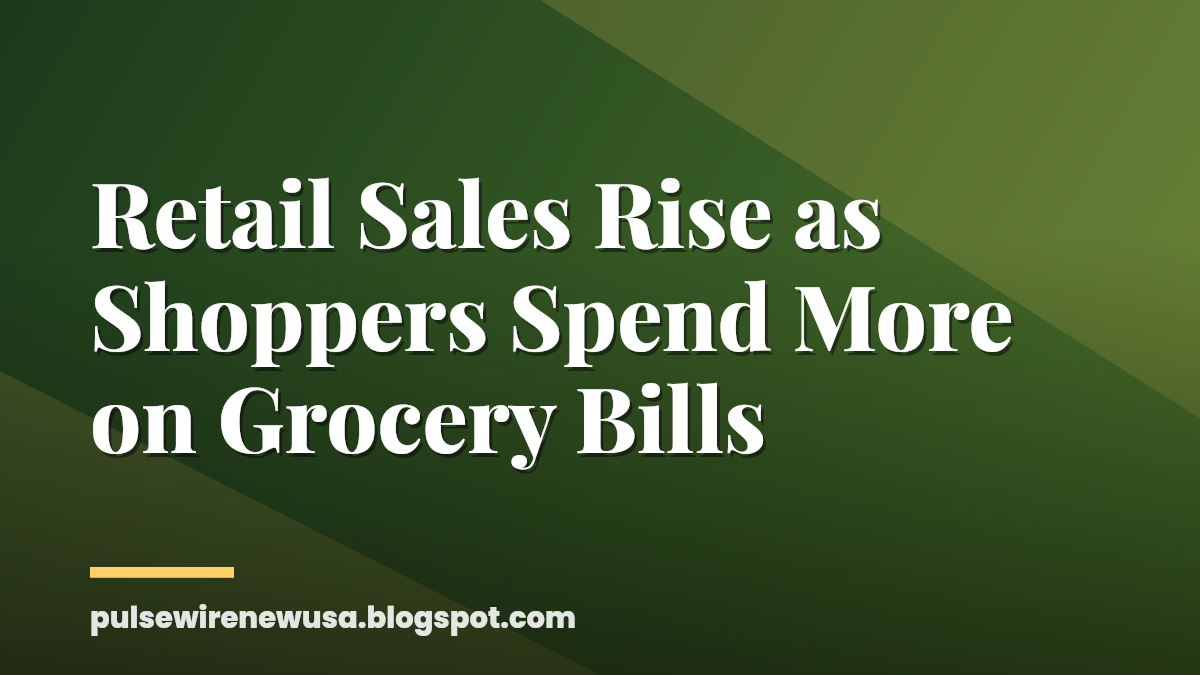 Retail Sales Rise as
Shoppers Spend More
on Grocery Bills
pulsewirenewusa.blogspot.com